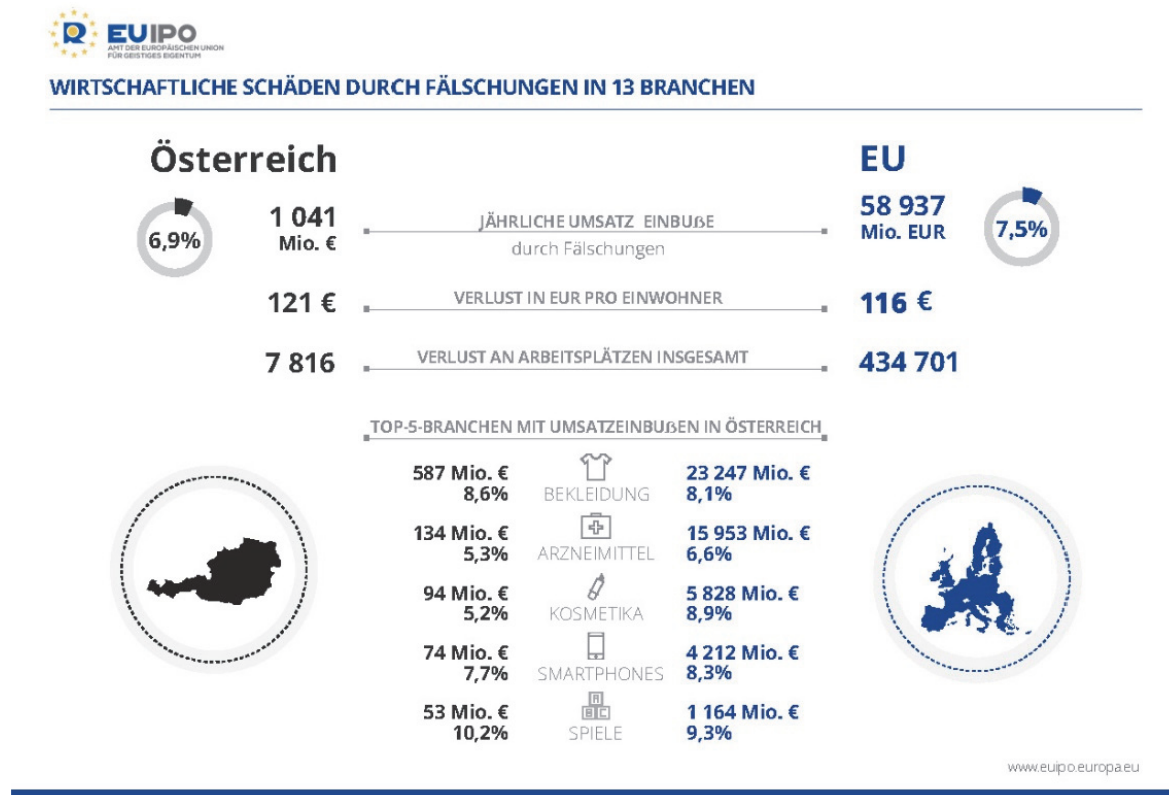 EUIPO
AMT DER EUROPÄISCHEN UNION
FÜR GEISTIGES EIGENTUM
WIRTSCHAFTLICHE SCHÄDEN DURCH FÄLSCHUNGEN IN 13 BRANCHEN
Österreich
EU
6,9%
1 041
Mio. €
JÄHRLICHE UMSATZ EINBUßE
durch Fälschungen
58 937
Mio. EUR
7,5%
121 €
VERLUST IN EUR PRO EINWOHNER
116 €
7 816
VERLUST AN ARBEITSPLÄTZEN INSGESAMT
434 701
TOP-5-BRANCHEN MIT UMSATZEINBUßEN IN ÖSTERREICH
587 Mio. €
8,6%
BEKLEIDUNG
23 247 Mio. €
8,1%
134 Mio. €
5,3%
ARZNEIMITTEL
15 953 Mio. €
6,6%
94 Mio. €
5,2%
KOSMETIKA
5 828 Mio. €
8,9%
74 Mio. €
7,7%
SMARTPHONES
4 212 Mio. €
8,3%
53 Mio. €
10,2%
A
B C
SPIELE
1 164 Mio. €
9,3%
www.euipo.europa.eu